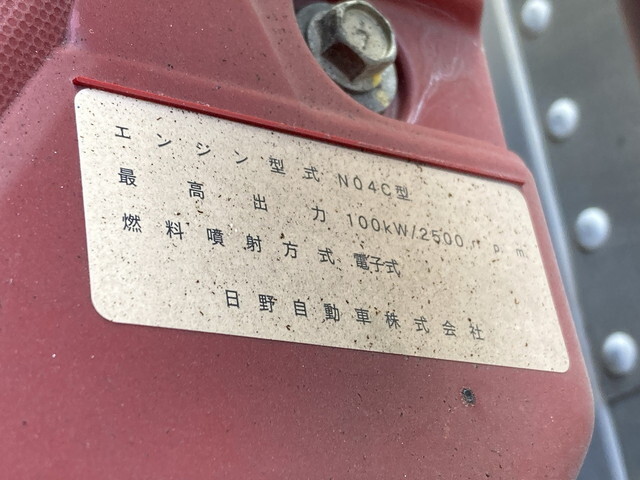 エンジン型式 N04C型
最高出力 100kW/2500r.p.m.
燃料噴射方式 電子式
日野自動車株式会社